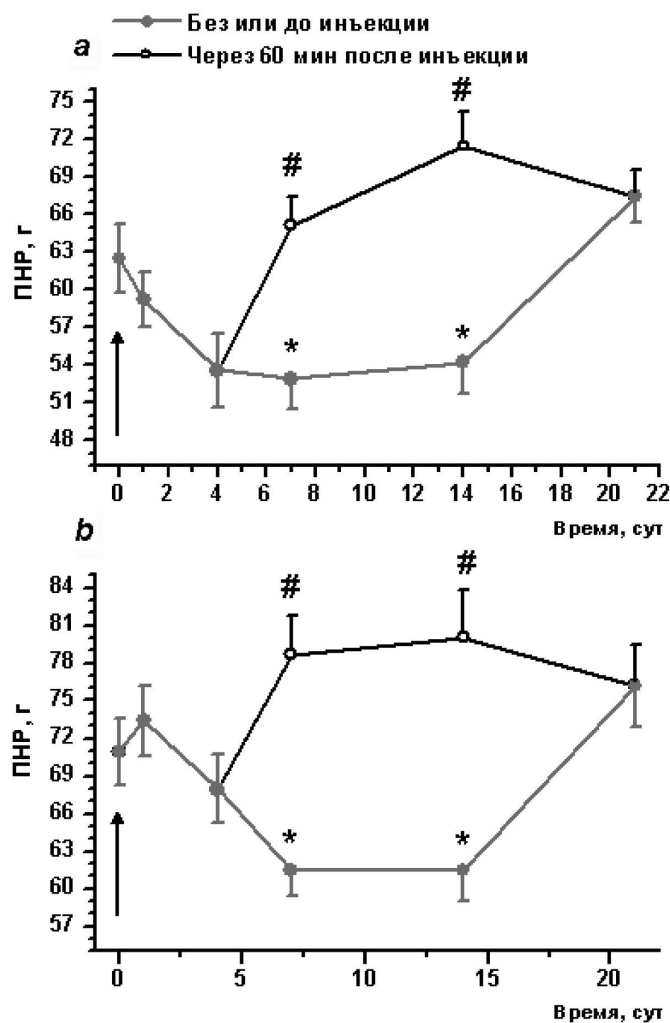 Без или до инъекции
Через 60 мин после инъекции
a
75
72
69
66
63
60
57
54
51
48
ПНР, г
#
#
*
*
0 2 4 6 8 10 12 14 16 18 20 22
Время, сут
b
84
81
78
75
72
69
66
63
60
57
ПНР, г
#
#
*
*
0 5 10 15 20
Время, сут